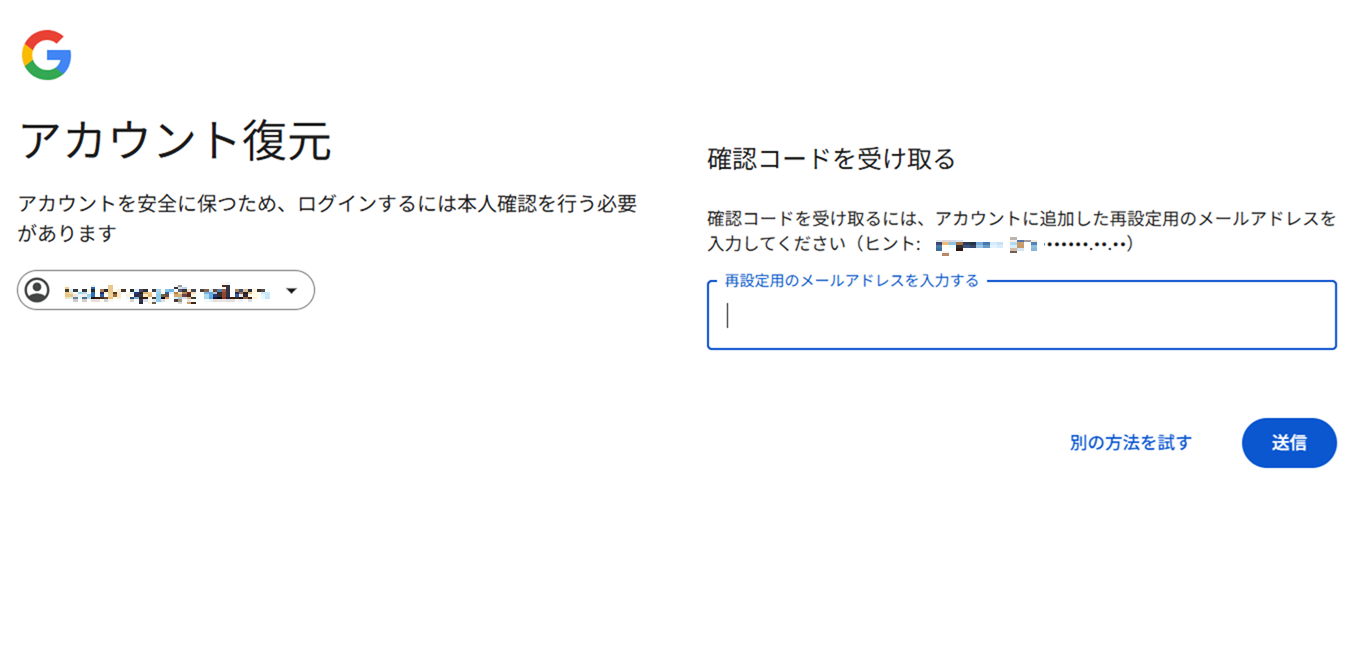 アカウント復元
アカウントを安全に保つため、ログインするには本人確認を行う必要
があります
確認コードを受け取る
確認コードを受け取るには、アカウントに追加した再設定用のメールアドレスを
入力してください（ヒント: ••••••.••.••）
再設定用のメールアドレスを入力する
別の方法を試す
送信